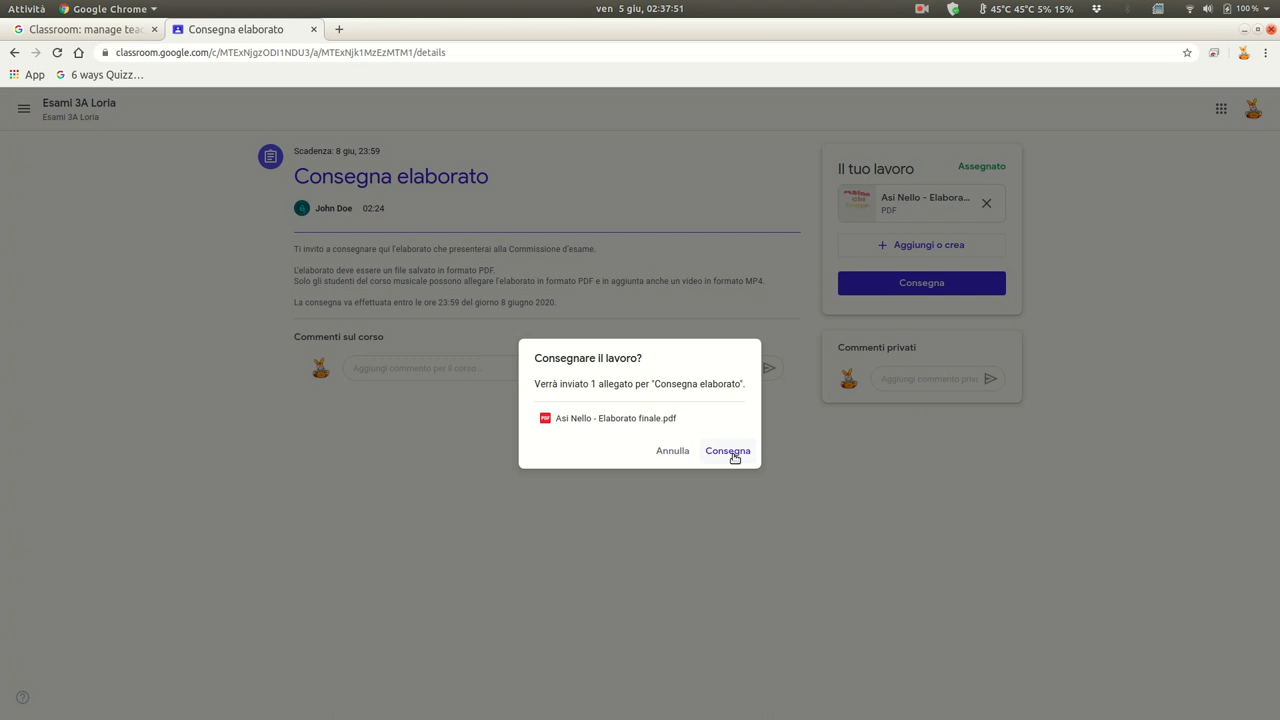 Attività
Google Chrome
ven 5 giu, 02:37:51
45°C 45°C 5% 15%
100 %
Classroom: manage teac
Consegna elaborato
classroom.google.com/c/MTExNjgzODI1NDU3/a/MTExNjk1MzEzMTM1/details
App
6 ways Quizz…
Esami 3A Loria
Esami 3A Loria
Scadenza: 8 giu, 23:59
Consegna elaborato
John Doe 02:24
Ti invito a consegnare qui l'elaborato che presenterai alla Commissione d'esame.
L'elaborato deve essere un file salvato in formato PDF.
Solo gli studenti del corso musicale possono allegare l'elaborato in formato PDF e in aggiunta anche un video in formato MP4.
La consegna va effettuata entro le ore 23:59 del giorno 8 giugno 2020.
Commenti sul corso
Aggiungi commento per il corso…
Il tuo lavoro
Assegnato
Asi Nello - Elabora…
PDF
Aggiungi o crea
Consegna
Commenti privati
Aggiungi commento priv
Consegnare il lavoro?
Verrà inviato 1 allegato per "Consegna elaborato".
PDF
Asi Nello - Elaborato finale.pdf
Annulla
Consegna